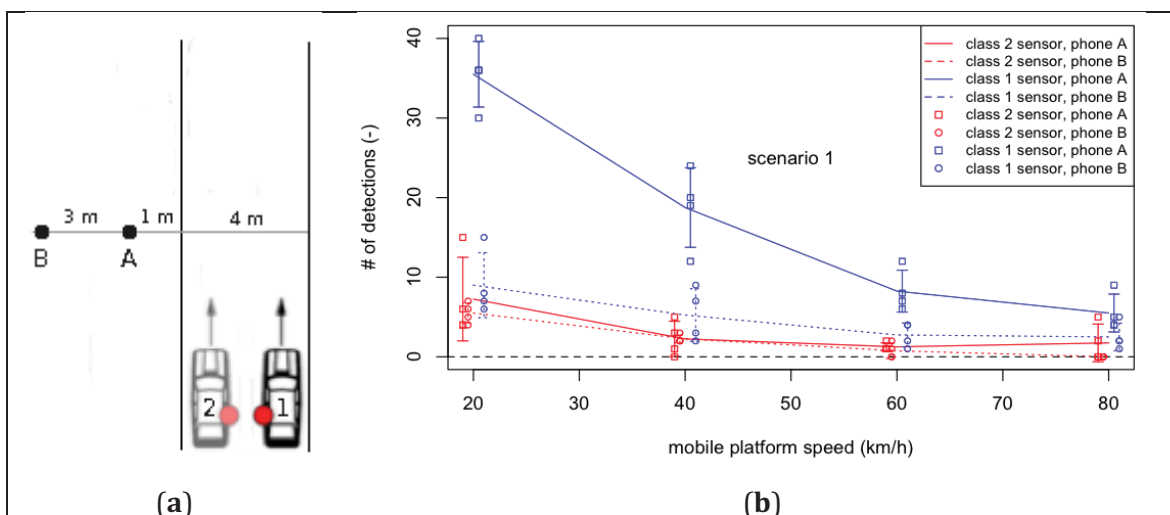 3 m 1 m 4 m
B A
2 1
(a)
# of detections (-)
40
30
20
10
0
scenario 1
class 2 sensor, phone A
class 2 sensor, phone B
class 1 sensor, phone A
class 1 sensor, phone B
class 2 sensor, phone A
class 2 sensor, phone B
class 1 sensor, phone A
class 1 sensor, phone B
20 30 40 50 60 70 80
mobile platform speed (km/h)
(b)